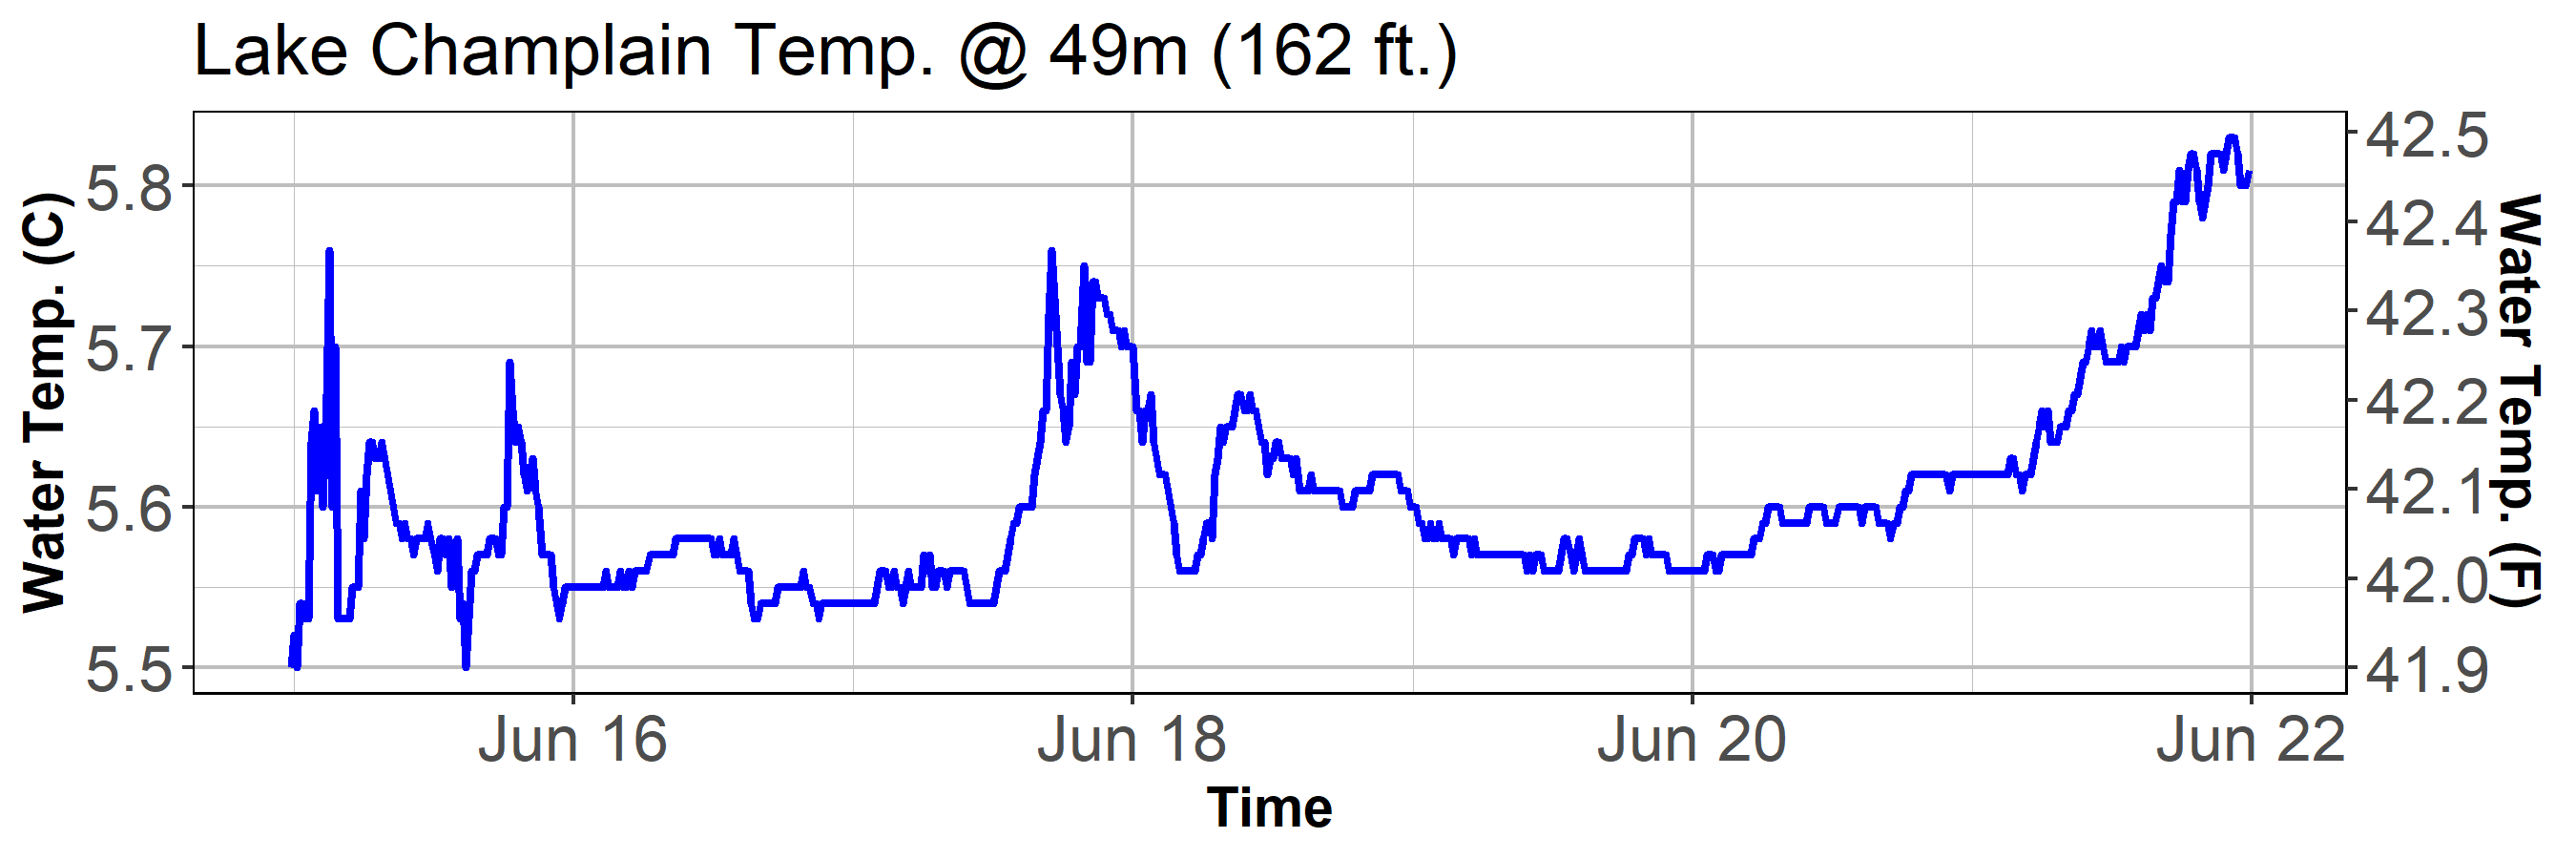 Lake Champlain Temp. @ 49m (162 ft.)
Water Temp. (C)
5.8
5.7
5.6
5.5
42.5
42.4
42.3
42.2
42.1
42.0
41.9
Water Temp. (F)
Jun 16 Jun 18 Jun 20 Jun 22
Time